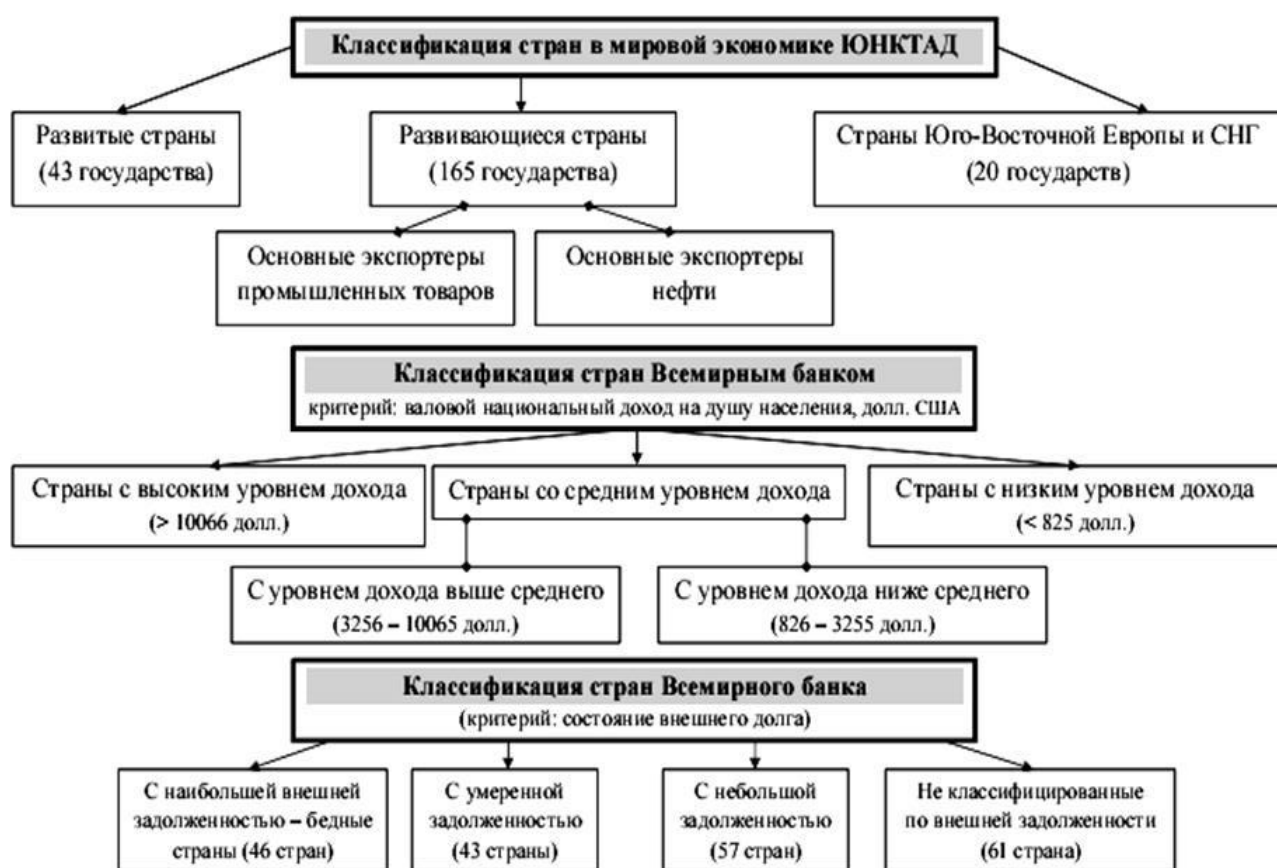 Классификация стран в мировой экономике ЮНКТАД
Развитые страны
(43 государства)
Развивающиеся страны
(165 государства)
Страны Юго-Восточной Европы и СНГ
(20 государств)
Основные экспортеры
промышленных товаров
Основные экспортеры
нефти
Классификация стран Всемирным банком
критерий: валовой национальный доход на душу населения, долл. США
Страны с высоким уровнем дохода
(> 10066 долл.)
Страны со средним уровнем дохода
Страны с низким уровнем дохода
(< 825 долл.)
С уровнем дохода выше среднего
(3256 – 10065 долл.)
С уровнем дохода ниже среднего
(826 – 3255 долл.)
Классификация стран Всемирного банка
(критерий: состояние внешнего долга)
С наибольшей внешней
задолженностью – бедные
страны (46 стран)
С умеренной
задолженностью
(43 страны)
С небольшой
задолженностью
(57 стран)
Не классифицированные
по внешней задолженности
(61 страна)